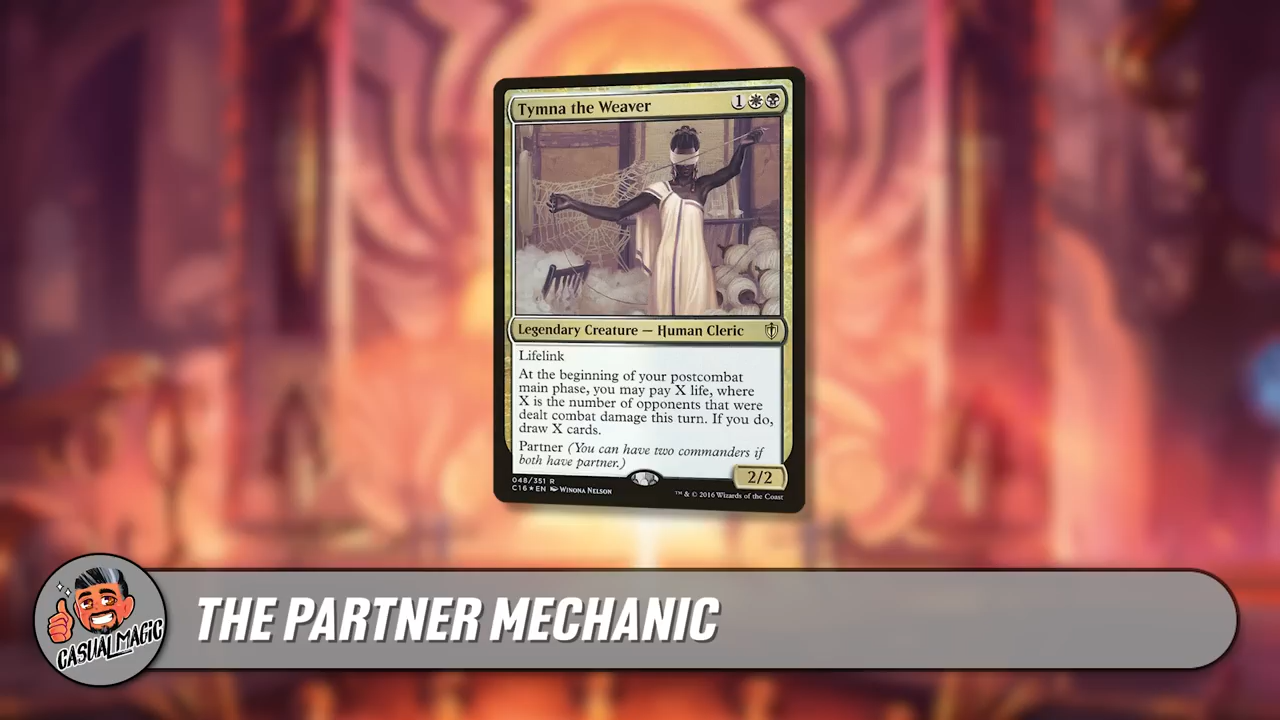 Tymna the Weaver
1
Legendary Creature — Human Cleric
Lifelink
At the beginning of your postcombat
main phase, you may pay X life, where
X is the number of opponents that were
dealt combat damage this turn. If you do,
draw X cards.
Partner (You can have two commanders if
both have partner.)
2/2
048/351 R
C16★EN Winona Nelson
™ & © 2016 Wizards of the Coast
CASUAL MAGIC
THE PARTNER MECHANIC